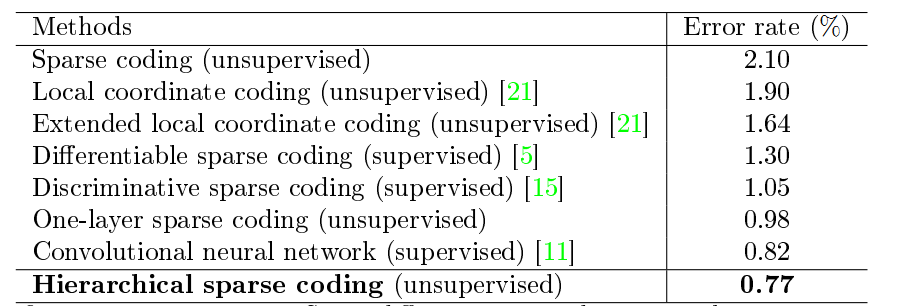 Methods Error rate (%)
Sparse coding (unsupervised) 2.10
Local coordinate coding (unsupervised) [21] 1.90
Extended local coordinate coding (unsupervised) [21] 1.64
Differentiable sparse coding (supervised) [5] 1.30
Discriminative sparse coding (supervised) [15] 1.05
One-layer sparse coding (unsupervised) 0.98
Convolutional neural network (supervised) [11] 0.82
Hierarchical sparse coding (unsupervised) 0.77